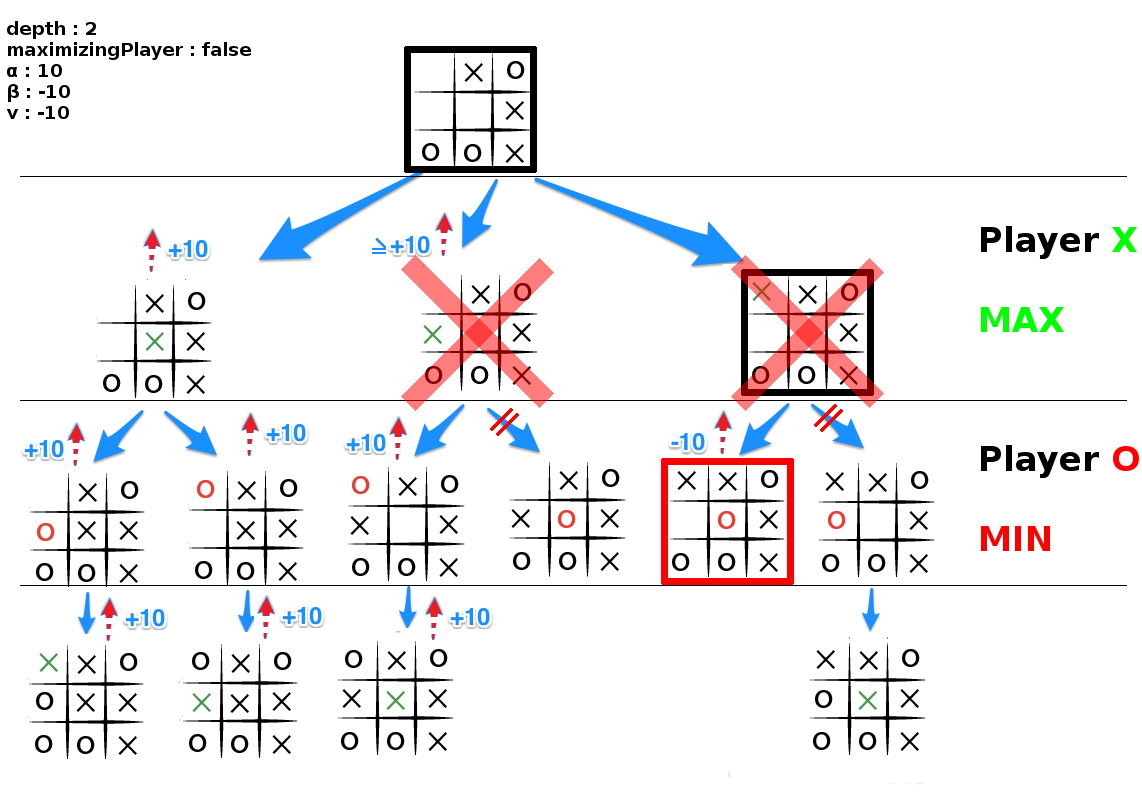 depth : 2
maximizingPlayer : false
α : 10
β : -10
v : -10
+10
≥+10
Player X
MAX
+10
+10
+10
-10
Player O
MIN
+10
+10
+10